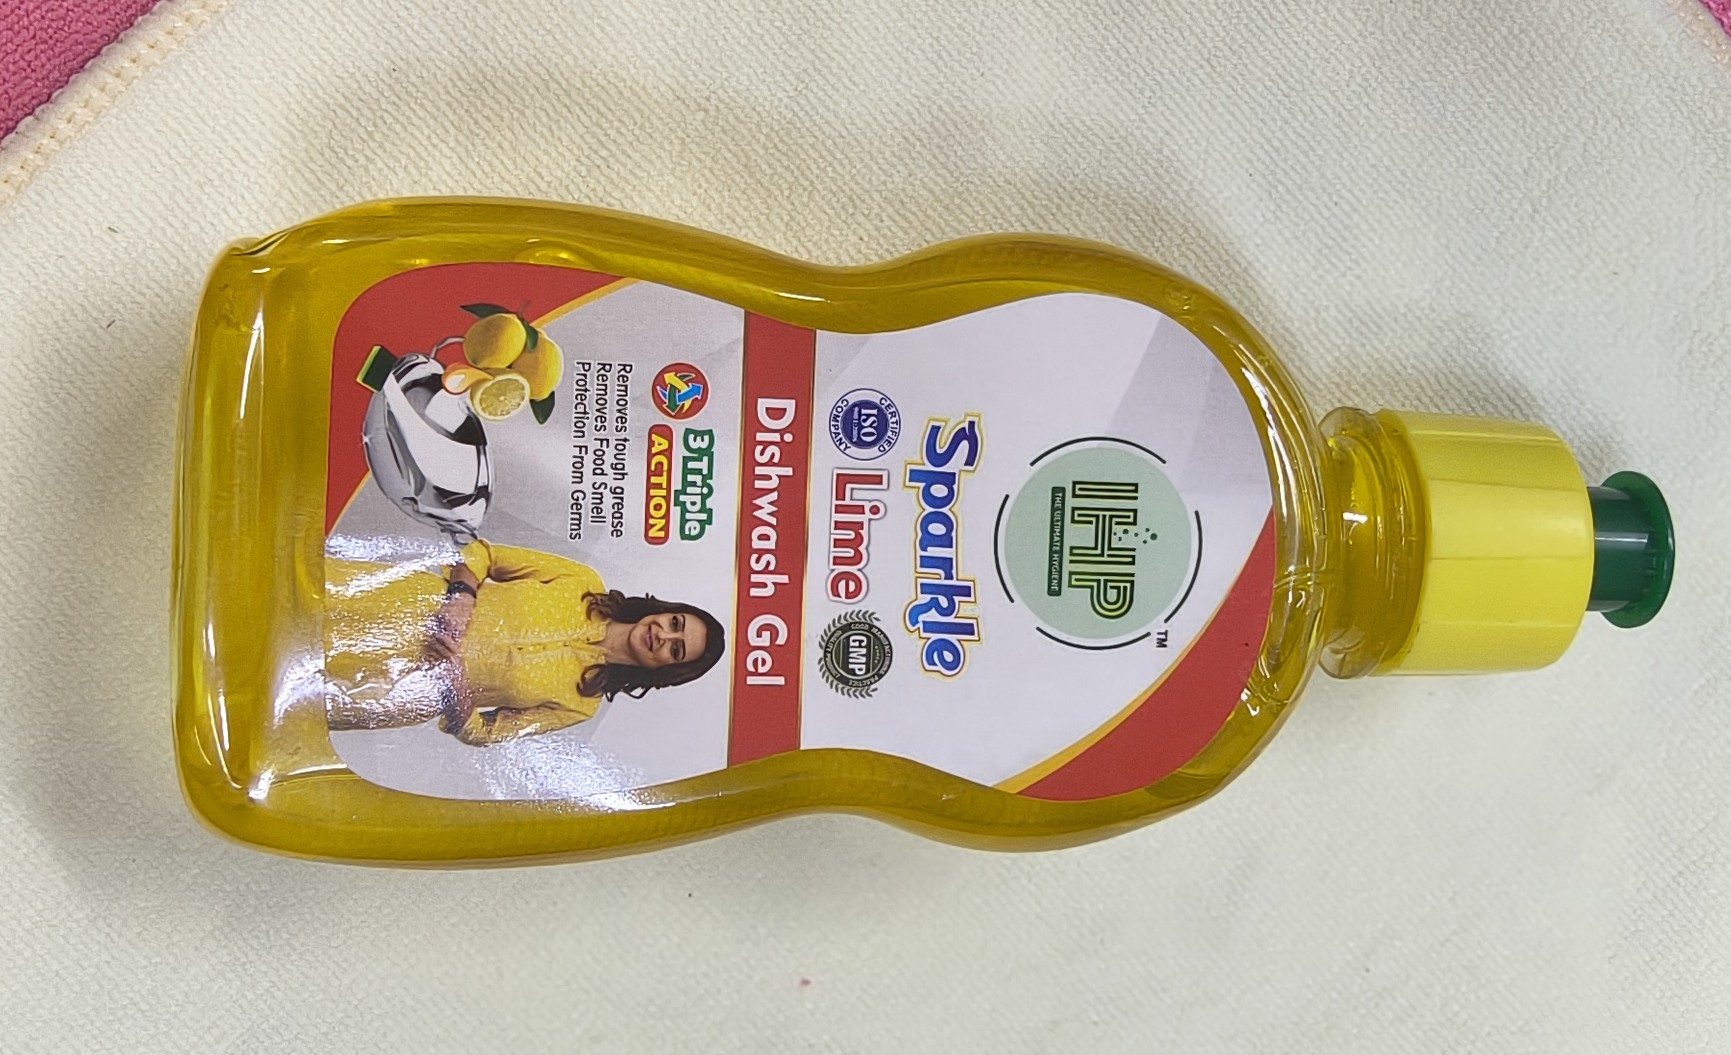 IHP
TM
THE ULTIMATE HYGIENE
Sparkle
CERTIFIED
ISO
COMPANY
Lime
GMP
Dishwash Gel
3 Triple
ACTION
Removes tough grease
Removes Food Smell
Protection From Germs